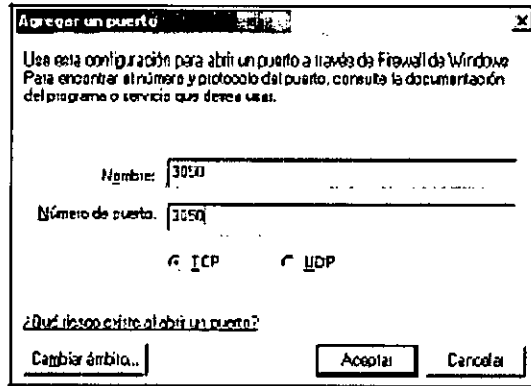 Agregar un puerto
Use esta configuración para abrir un puerto a través de Firewall de Windows
Para encontrar el número y protocolo del puerto, consulte la documentación
del programa o servicio que desea usar.
Nombre: 3050
Número de puerto: 3050
TCP UDP
¿Qué riesgo existe al abrir un puerto?
Cambiar ámbito...
Aceptar Cancelar